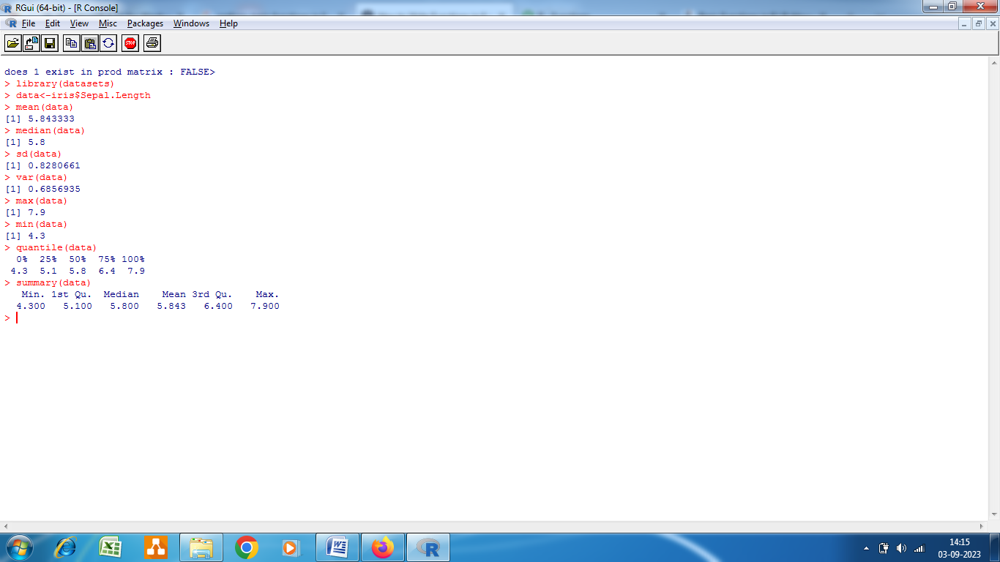 RGui (64-bit) - [R Console]
File Edit View Misc Packages Windows Help
STOP
does 1 exist in prod matrix : FALSE>
> library(datasets)
> data<-iris$Sepal.Length
> mean(data)
[1] 5.843333
> median(data)
[1] 5.8
> sd(data)
[1] 0.8280661
> var(data)
[1] 0.6856935
> max(data)
[1] 7.9
> min(data)
[1] 4.3
> quantile(data)
0% 25% 50% 75% 100%
4.3 5.1 5.8 6.4 7.9
> summary(data)
Min. 1st Qu. Median Mean 3rd Qu. Max.
4.300 5.100 5.800 5.843 6.400 7.900
>
14:15
03-09-2023